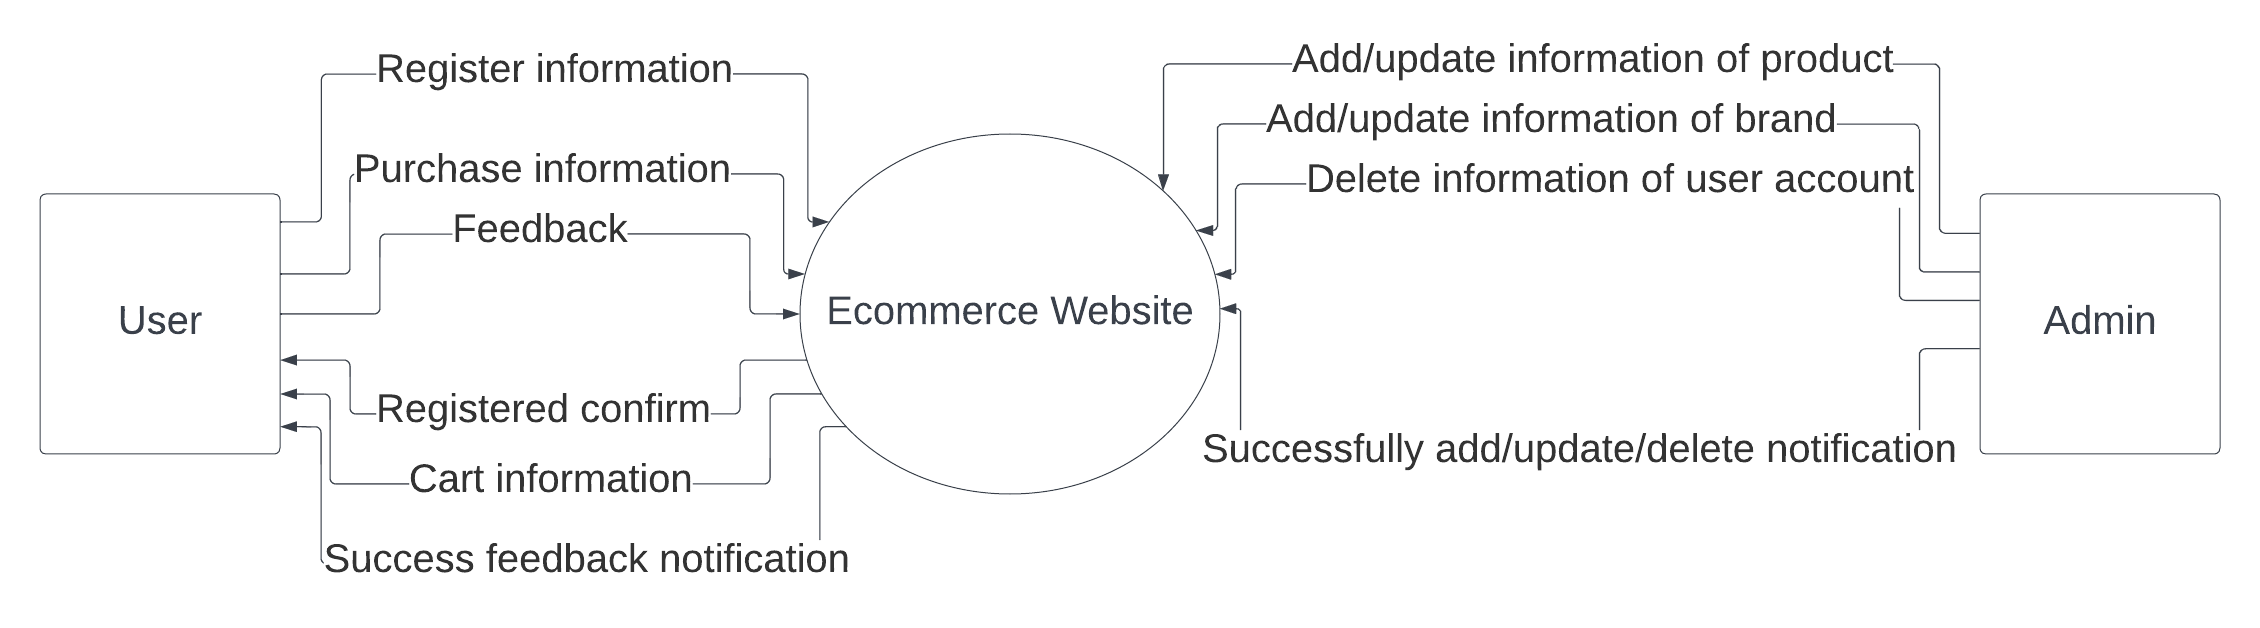 Register information
Purchase information
Feedback
User
Registered confirm
Cart information
Success feedback notification
Ecommerce Website
Add/update information of product
Add/update information of brand
Delete information of user account
Successfully add/update/delete notification
Admin